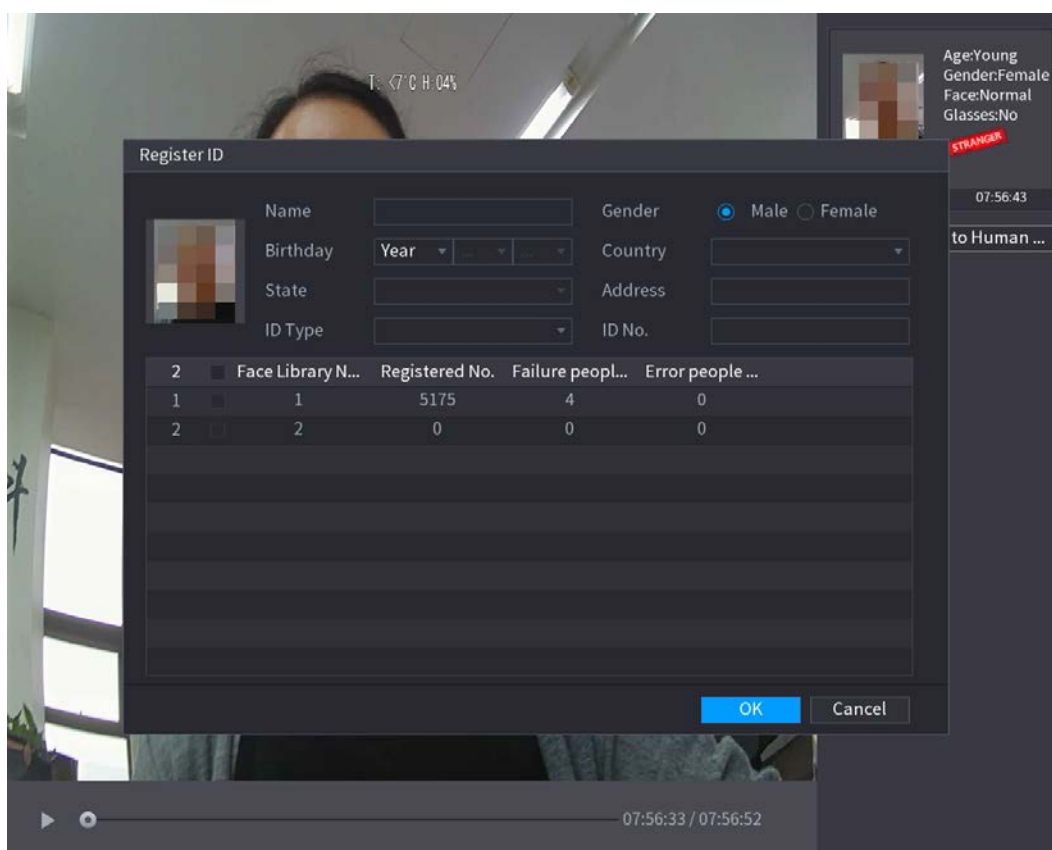 T: <7°C H:04%
Age:Young
Gender:Female
Face:Normal
Glasses:No
STRANGER
07:56:43
to Human ...
Register ID
Name
Gender Male Female
Birthday Year ... ...
Country
State
Address
ID Type
ID No.
2 Face Library N... Registered No. Failure peopl... Error people ...
1 1 5175 4 0
2 2 0 0 0
OK Cancel
07:56:33 / 07:56:52